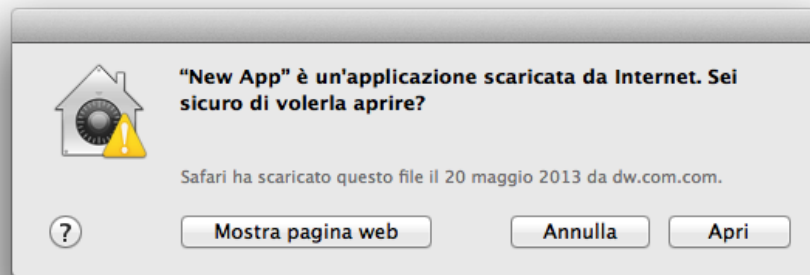 “New App” è un'applicazione scaricata da Internet. Sei
sicuro di volerla aprire?
Safari ha scaricato questo file il 20 maggio 2013 da dw.com.com.
?
Mostra pagina web
Annulla
Apri